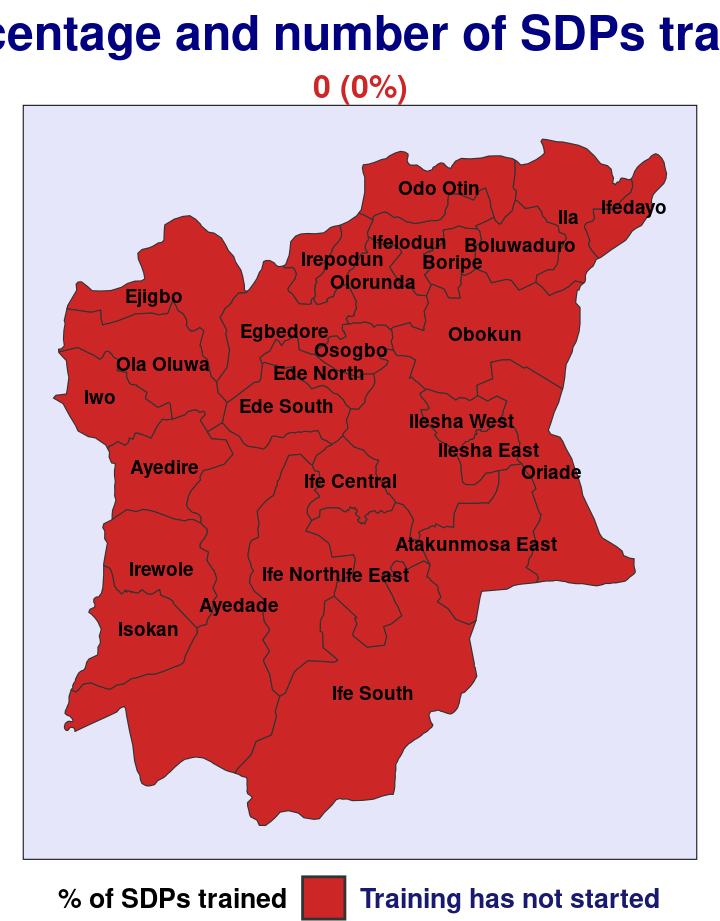 centage and number of SDPs tra
0 (0%)
Odo Otin
Ifedayo
Ila
Ifelodun
Boluwaduro
Irepodun
Boripe
Olorunda
Ejigbo
Egbedore
Obokun
Osogbo
Ola Oluwa
Ede North
Iwo
Ede South
Ilesha West
Ilesha East
Ayedire
Oriade
Ife Central
Atakunmosa East
Irewole
Ife North
Ife East
Ayedade
Isokan
Ife South
% of SDPs trained
Training has not started